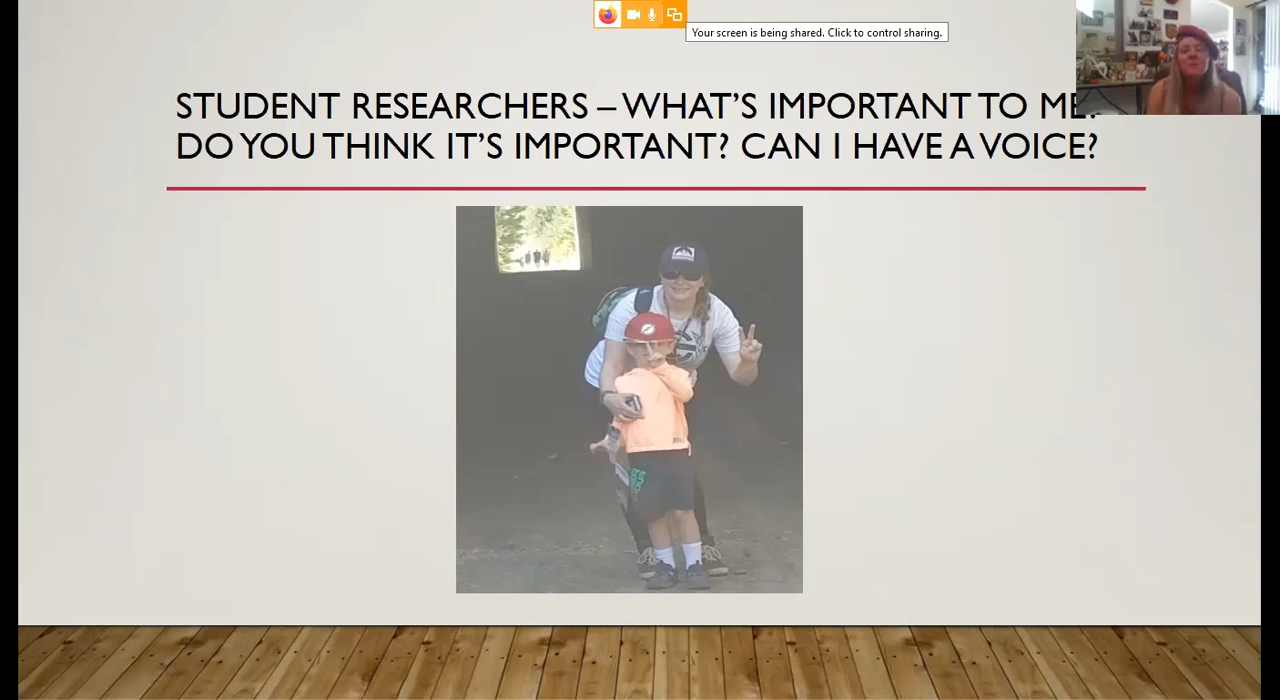 Your screen is being shared. Click to control sharing.
STUDENT RESEARCHERS – WHAT'S IMPORTANT TO ME?
DO YOU THINK IT'S IMPORTANT? CAN I HAVE A VOICE?